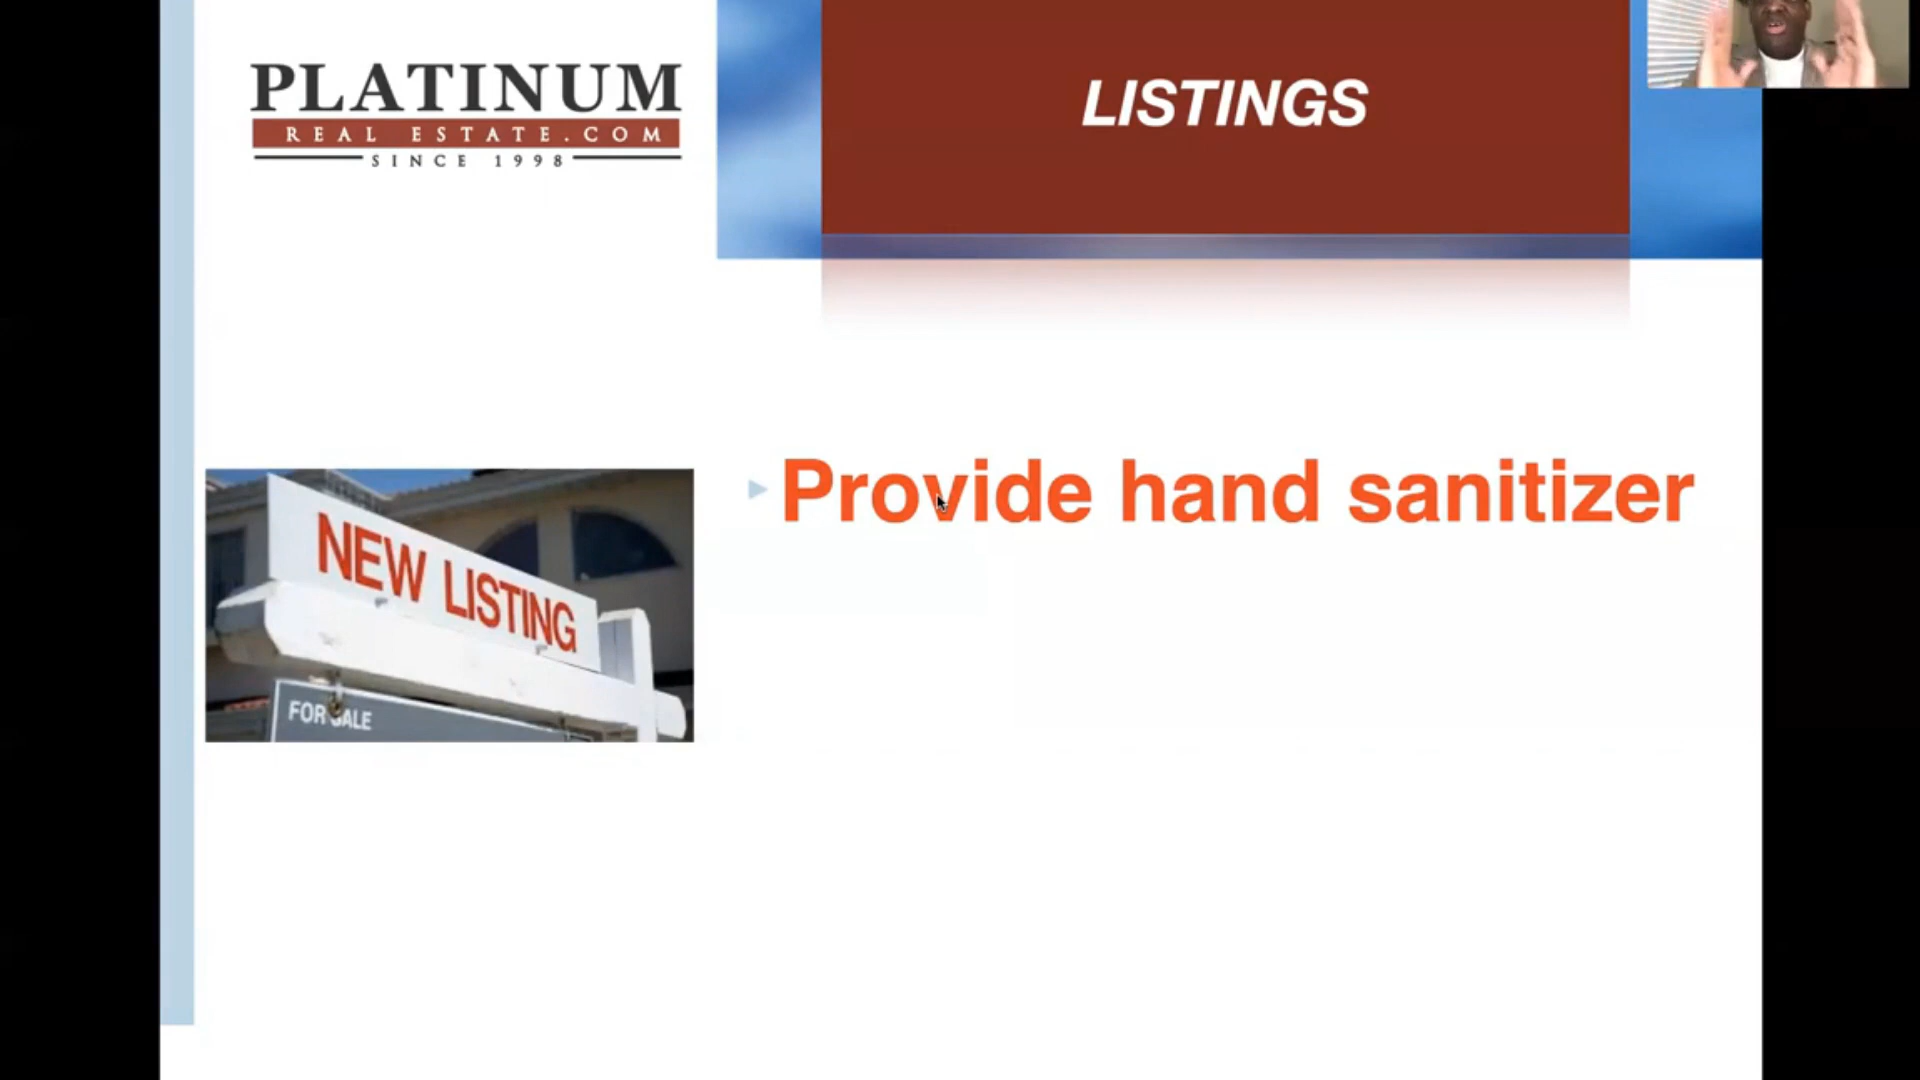 PLATINUM
REAL ESTATE.COM
SINCE 1998
LISTINGS
Provide hand sanitizer
NEW LISTING
FOR SALE